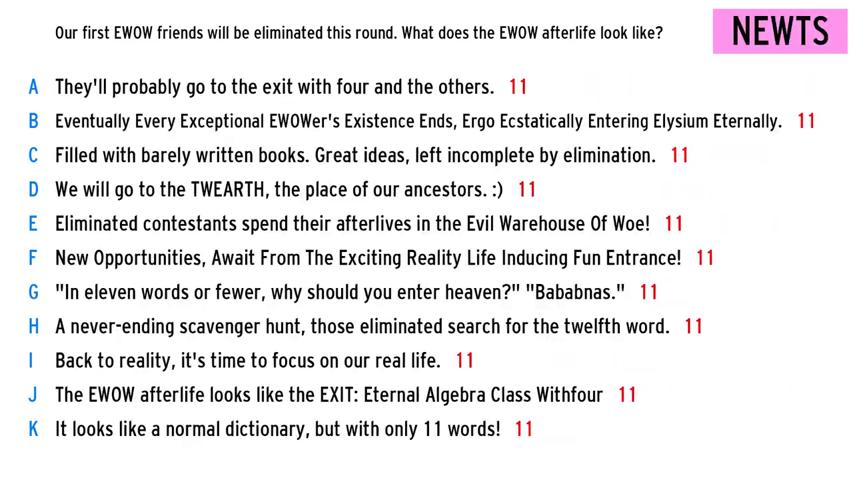 Our first EWOW friends will be eliminated this round. What does the EWOW afterlife look like?
NEWTS
A They'll probably go to the exit with four and the others. 11
B Eventually Every Exceptional EWOWer's Existence Ends, Ergo Ecstatically Entering Elysium Eternally. 11
C Filled with barely written books. Great ideas, left incomplete by elimination. 11
D We will go to the TWEARTH, the place of our ancestors. :) 11
E Eliminated contestants spend their afterlives in the Evil Warehouse Of Woe! 11
F New Opportunities, Await From The Exciting Reality Life Inducing Fun Entrance! 11
G "In eleven words or fewer, why should you enter heaven?" "Bababnas." 11
H A never-ending scavenger hunt, those eliminated search for the twelfth word. 11
I Back to reality, it's time to focus on our real life. 11
J The EWOW afterlife looks like the EXIT: Eternal Algebra Class Withfour 11
K It looks like a normal dictionary, but with only 11 words! 11